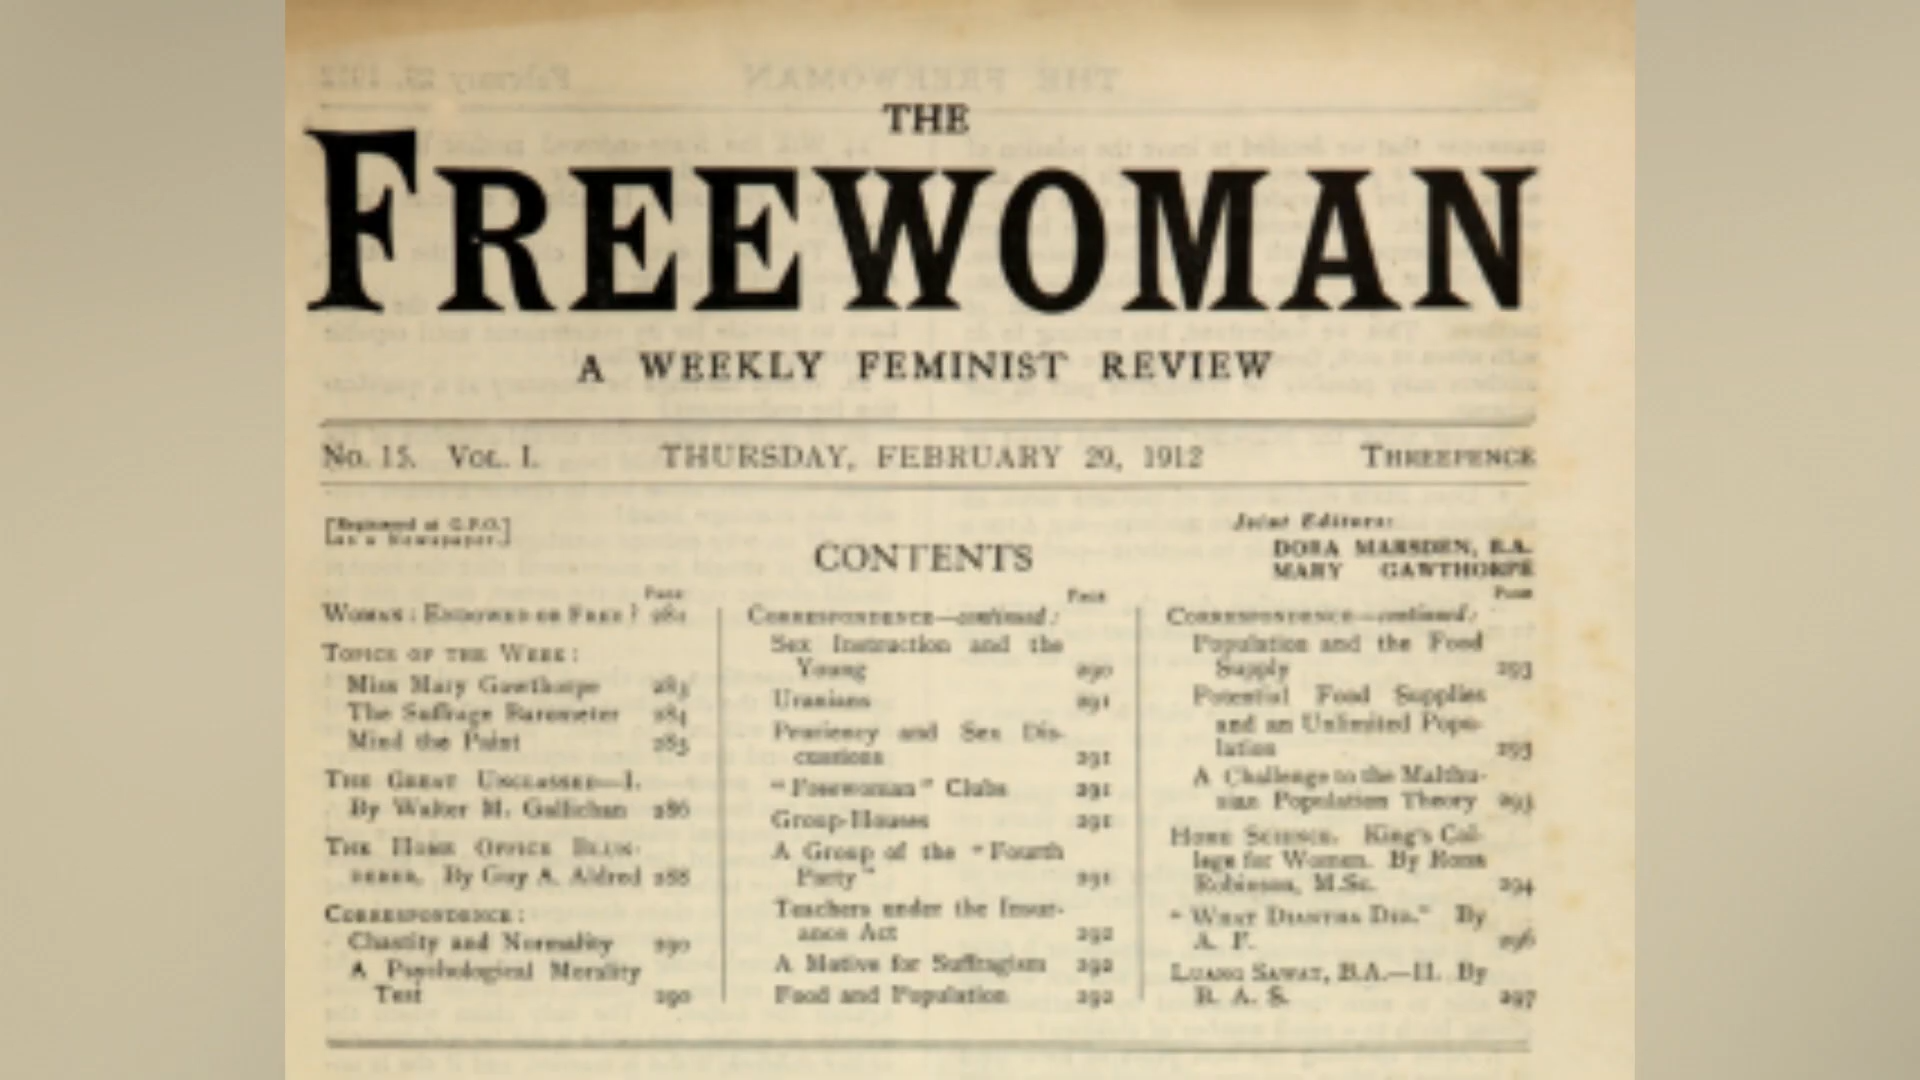 THE
FREEWOMAN
A WEEKLY FEMINIST REVIEW
No. 15. VOL. I. THURSDAY, FEBRUARY 29, 1912 THREEPENCE
[Registered at G.P.O.
as a Newspaper.]
CONTENTS
Joint Editors:
DORA MARSDEN, B.A.
MARY GAWTHORPE
PAGE
WOMAN: ENDOWED OR FREE? 281
TOPICS OF THE WEEK:
Miss Mary Gawthorpe 283
The Suffrage Barometer 284
Mind the Paint 285
THE GREAT UNCLASSED—I.
By Walter M. Gallichan 286
THE HOME OFFICE BLUN-
DERER. By Guy A. Aldred 288
CORRESPONDENCE:
Chastity and Normality 290
A Psychological Morality
Test 290
PAGE
CORRESPONDENCE—continued:
Sex Instruction and the
Young 290
Uranians 291
Pruriency and Sex Dis-
cussions 291
"Freewoman" Clubs 291
Group-Houses 291
A Group of the "Fourth
Party" 291
Teachers under the Insur-
ance Act 292
A Motive for Suffragism 292
Food and Population 292
PAGE
CORRESPONDENCE—continued:
Population and the Food
Supply 293
Potential Food Supplies
and an Unlimited Popu-
lation 293
A Challenge to the Malthu-
sian Population Theory 293
HOME SCIENCE. King's Col-
lege for Women. By Rona
Robinson, M.Sc. 294
"WHAT DIANTHA DID." By
A. F. 296
LUANG SAWAT, B.A.—II. By
B. A. S. 297